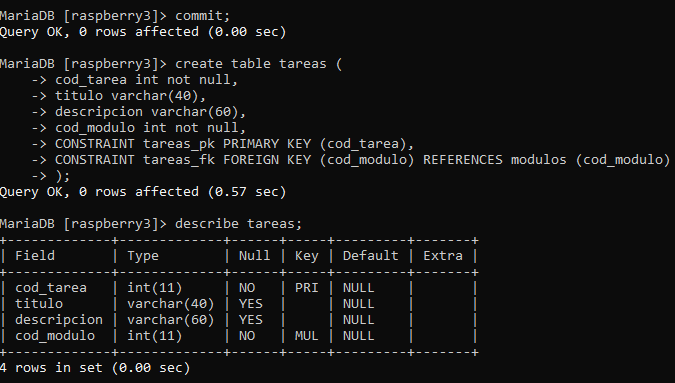 MariaDB [raspberry3]> commit;
Query OK, 0 rows affected (0.00 sec)
MariaDB [raspberry3]> create table tareas (
    -> cod_tarea int not null,
    -> titulo varchar(40),
    -> descripcion varchar(60),
    -> cod_modulo int not null,
    -> CONSTRAINT tareas_pk PRIMARY KEY (cod_tarea),
    -> CONSTRAINT tareas_fk FOREIGN KEY (cod_modulo) REFERENCES modulos (cod_modulo)
    -> );
Query OK, 0 rows affected (0.57 sec)
MariaDB [raspberry3]> describe tareas;
+-------------+-------------+------+-----+---------+-------+
| Field       | Type        | Null | Key | Default | Extra |
+-------------+-------------+------+-----+---------+-------+
| cod_tarea   | int(11)     | NO   | PRI | NULL    |       |
| titulo      | varchar(40) | YES  |     | NULL    |       |
| descripcion | varchar(60) | YES  |     | NULL    |       |
| cod_modulo  | int(11)     | NO   | MUL | NULL    |       |
+-------------+-------------+------+-----+---------+-------+
4 rows in set (0.00 sec)